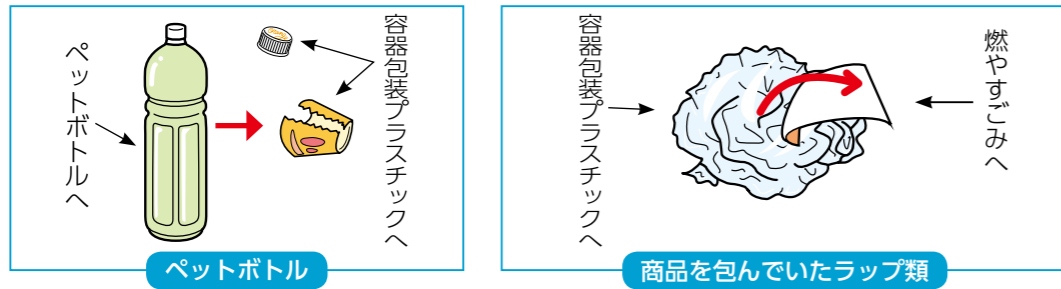 ペットボトルへ
容器包装プラスチックへ
ペットボトル
容器包装プラスチックへ
燃やすごみへ
商品を包んでいたラップ類